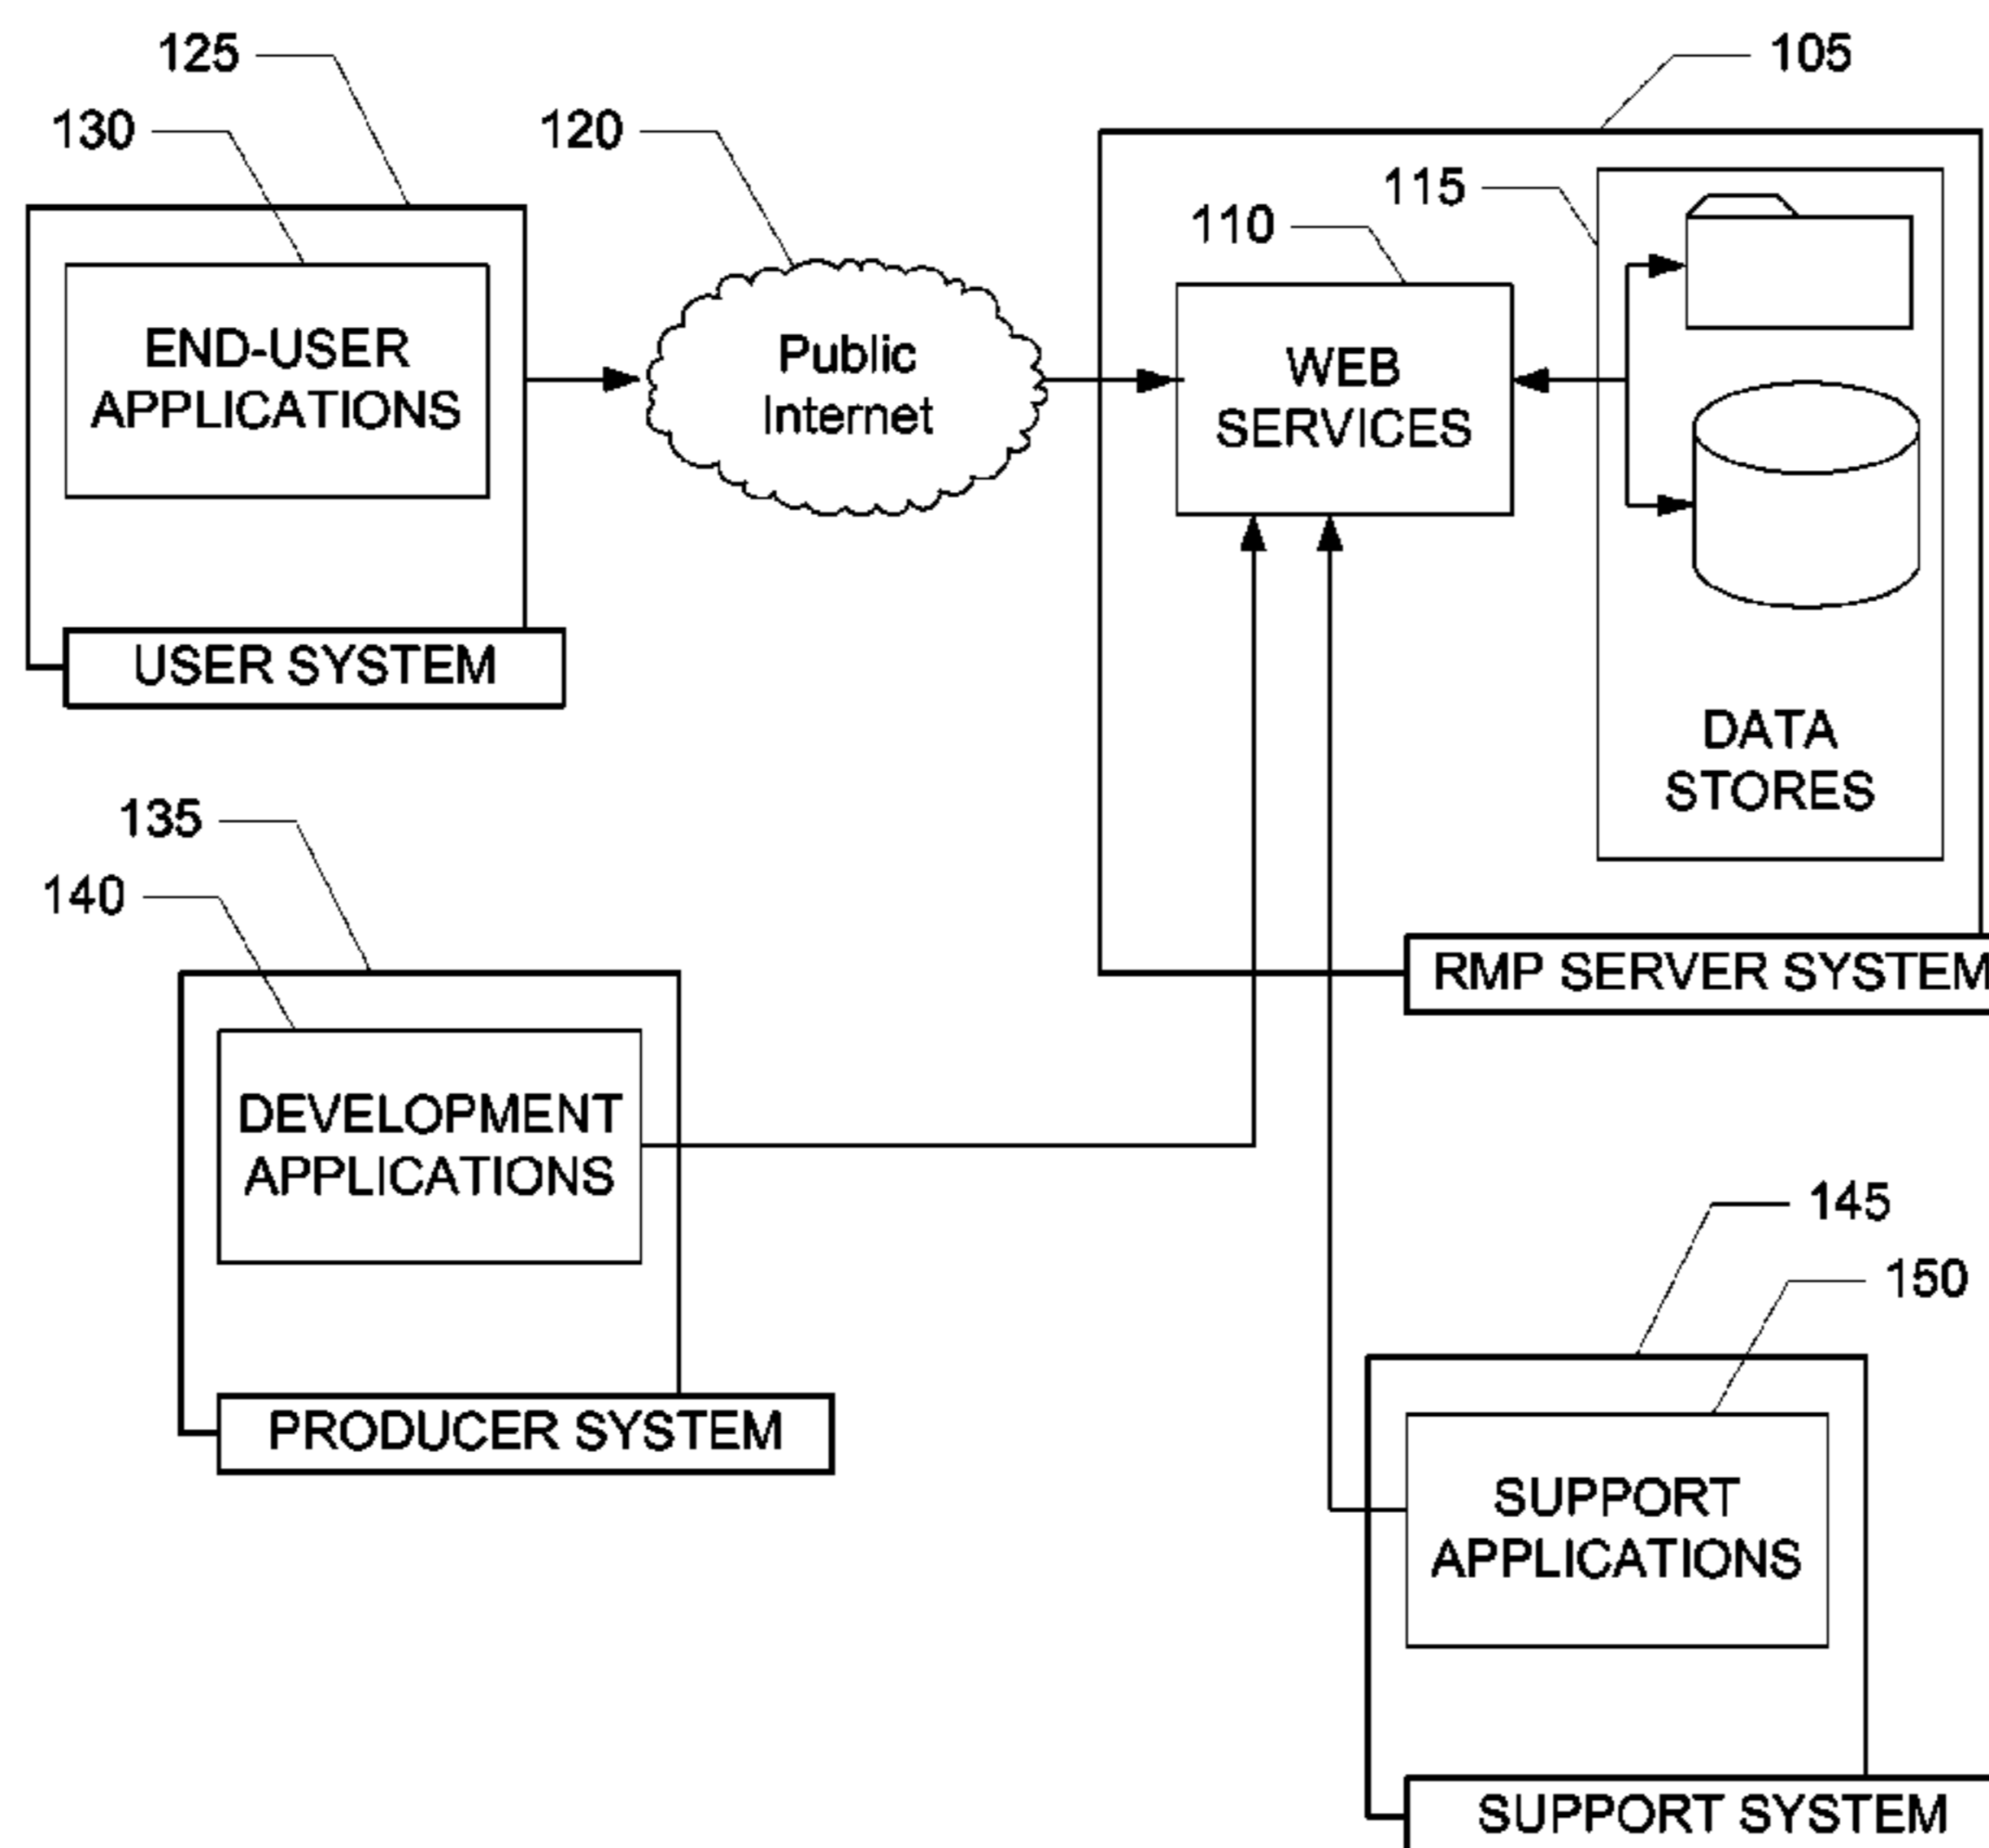 125
105
130
120
115
110
END-USER
APPLICATIONS
Public
Internet
WEB
SERVICES
USER SYSTEM
DATA
STORES
135
140
RMP SERVER SYSTEM
DEVELOPMENT
APPLICATIONS
145
150
PRODUCER SYSTEM
SUPPORT
APPLICATIONS
SUPPORT SYSTEM